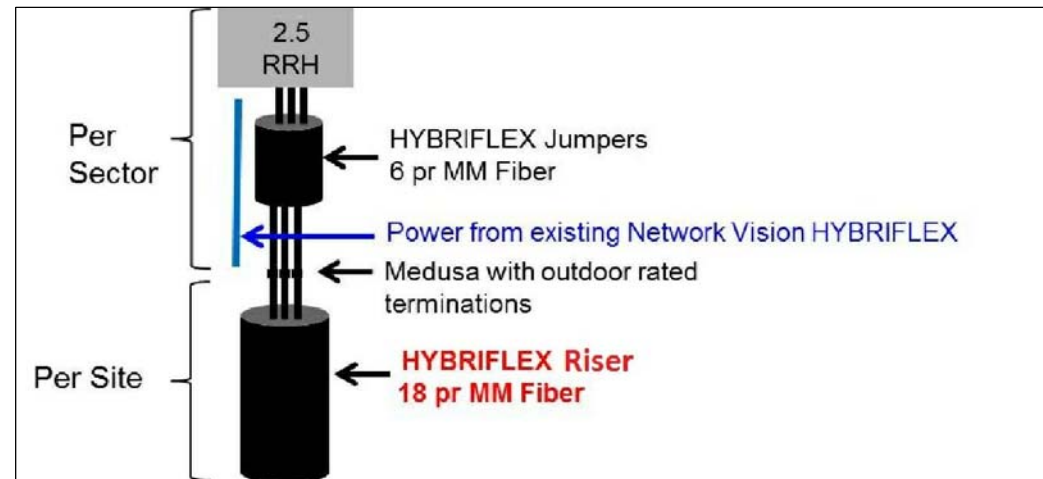 2.5
RRH
Per
Sector
HYBRIFLEX Jumpers
6 pr MM Fiber
Power from existing Network Vision HYBRIFLEX
Medusa with outdoor rated
terminations
Per Site
HYBRIFLEX Riser
18 pr MM Fiber